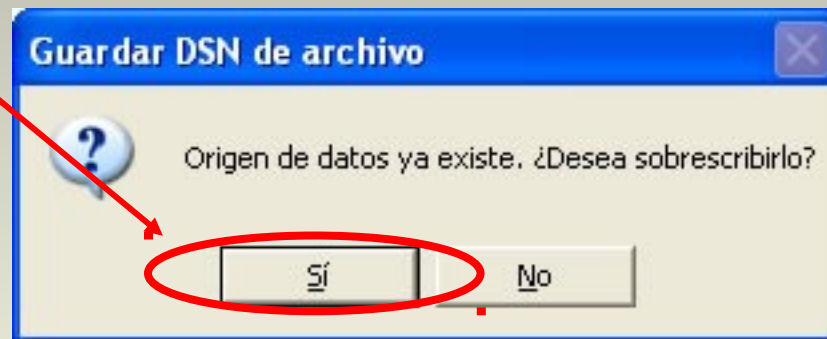 Guardar DSN de archivo
Origen de datos ya existe. ¿Desea sobrescribirlo?
Sí
No